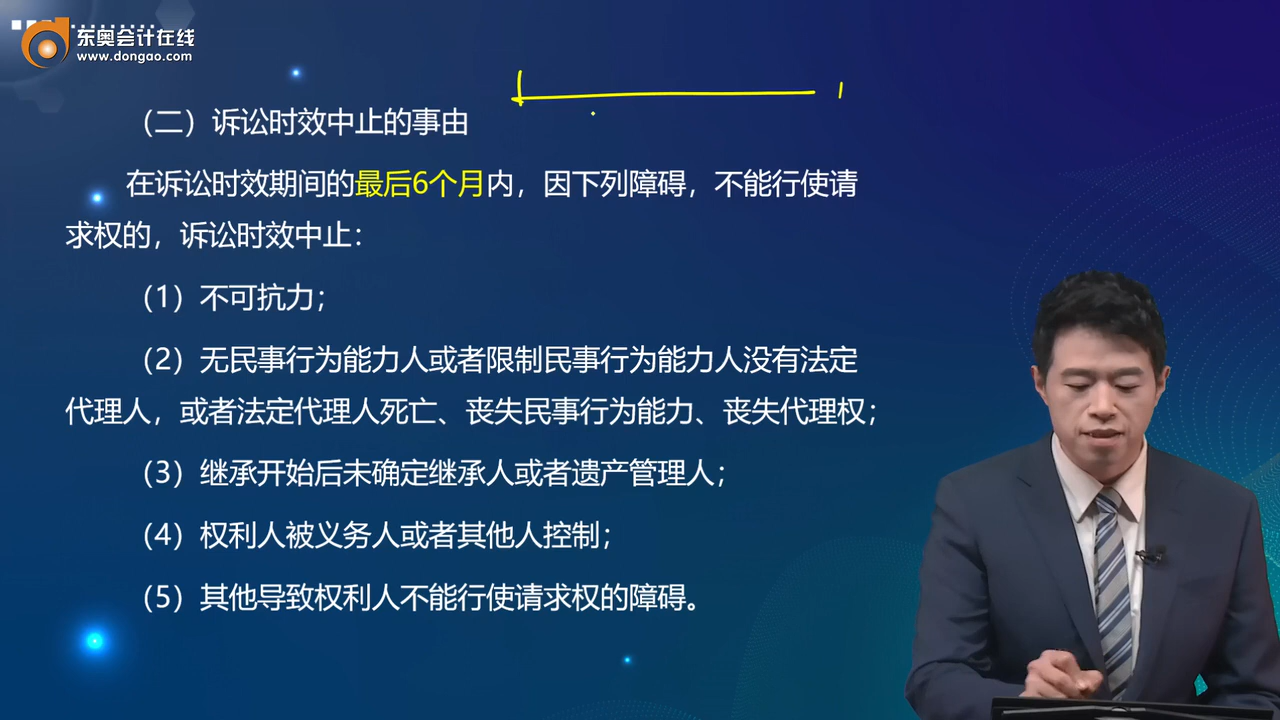 东奥会计在线
www.dongao.com
（二）诉讼时效中止的事由
在诉讼时效期间的最后6个月内，因下列障碍，不能行使请
求权的，诉讼时效中止：
（1）不可抗力；
（2）无民事行为能力人或者限制民事行为能力人没有法定
代理人，或者法定代理人死亡、丧失民事行为能力、丧失代理权；
（3）继承开始后未确定继承人或者遗产管理人；
（4）权利人被义务人或者其他人控制；
（5）其他导致权利人不能行使请求权的障碍。